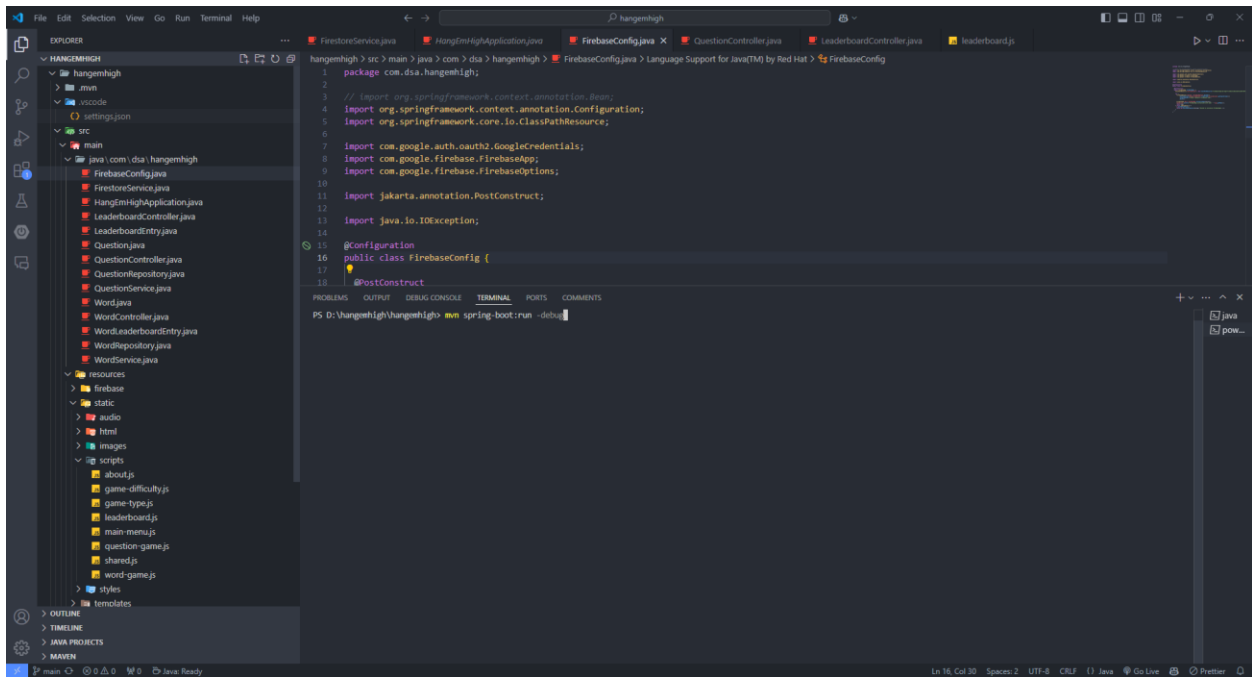 File Edit Selection View Go Run Terminal Help
hangemhigh
EXPLORER
FirestoreService.java
HangEmHighApplication.java
FirebaseConfig.java
QuestionController.java
LeaderboardController.java
leaderboard.js
HANGEMHIGH
hangemhigh
.mvn
.vscode
settings.json
src
main
java\com\dsa\hangemhigh
FirebaseConfig.java
FirestoreService.java
HangEmHighApplication.java
LeaderboardController.java
LeaderboardEntry.java
Question.java
QuestionController.java
QuestionRepository.java
QuestionService.java
Word.java
WordController.java
WordLeaderboardEntry.java
WordRepository.java
WordService.java
resources
firebase
static
audio
html
images
scripts
about.js
game-difficulty.js
game-type.js
leaderboard.js
main-menu.js
question-game.js
shared.js
word-game.js
styles
templates
OUTLINE
TIMELINE
JAVA PROJECTS
MAVEN
hangemhigh > src > main > java > com > dsa > hangemhigh > FirebaseConfig.java > Language Support for Java(TM) by Red Hat > FirebaseConfig
1 package com.dsa.hangemhigh;
2
3 // import org.springframework.context.annotation.Bean;
4 import org.springframework.context.annotation.Configuration;
5 import org.springframework.core.io.ClassPathResource;
6
7 import com.google.auth.oauth2.GoogleCredentials;
8 import com.google.firebase.FirebaseApp;
9 import com.google.firebase.FirebaseOptions;
10
11 import jakarta.annotation.PostConstruct;
12
13 import java.io.IOException;
14
15 @Configuration
16 public class FirebaseConfig {
17
18 @PostConstruct
PROBLEMS OUTPUT DEBUG CONSOLE TERMINAL PORTS COMMENTS
PS D:\hangemhigh\hangemhigh> mvn spring-boot:run -debug
java
pow...
main 0 0 0 Java: Ready
Ln 16, Col 30 Spaces: 2 UTF-8 CRLF {} Java Go Live Prettier